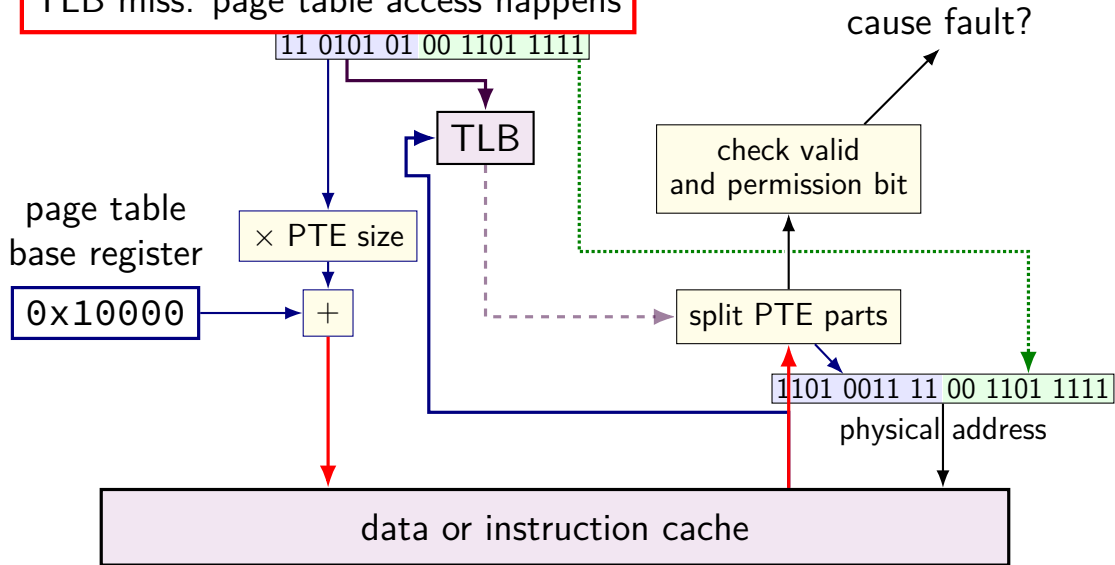 TLB miss: page table access happens
cause fault?
11 0101 01 00 1101 1111
TLB
check valid
and permission bit
page table
base register
× PTE size
0x10000
+
split PTE parts
1101 0011 11 00 1101 1111
physical address
data or instruction cache